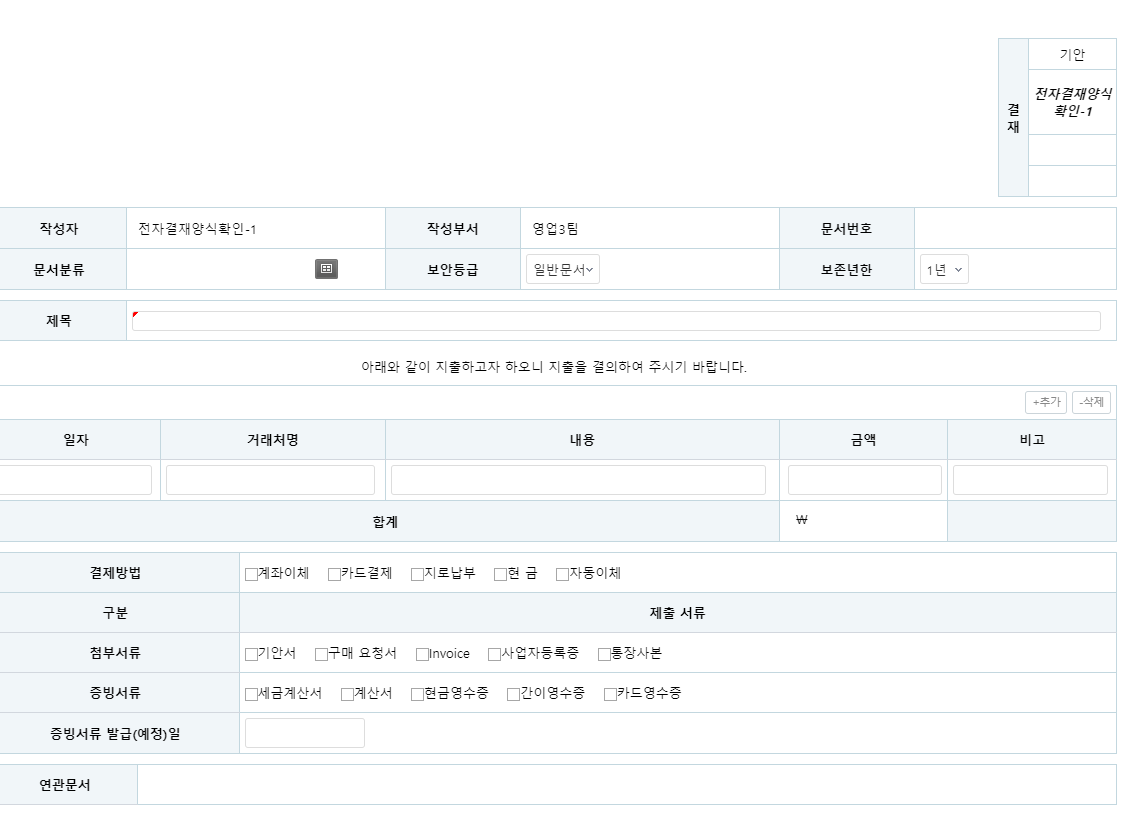 결재
기안
전자결재양식
확인-1
작성자 전자결재양식확인-1 작성부서 영업3팀 문서번호
문서분류 보안등급 일반문서 보존년한 1년
제목
아래와 같이 지출하고자 하오니 지출을 결의하여 주시기 바랍니다.
+추가 -삭제
일자 거래처명 내용 금액 비고
합계 ₩
결제방법 계좌이체 카드결제 지로납부 현 금 자동이체
구분 제출 서류
첨부서류 기안서 구매 요청서 Invoice 사업자등록증 통장사본
증빙서류 세금계산서 계산서 현금영수증 간이영수증 카드영수증
증빙서류 발급(예정)일
연관문서